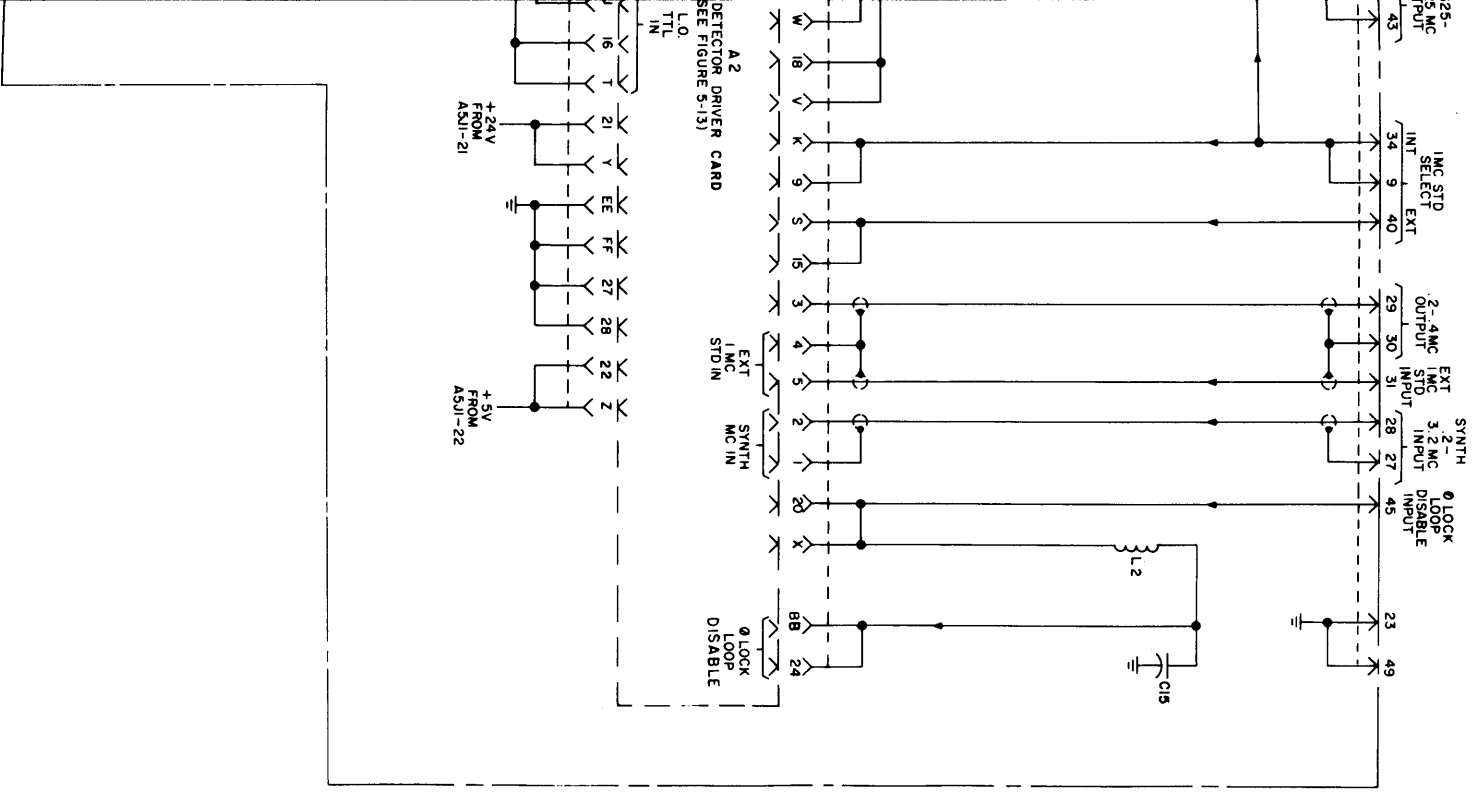 43
1MC STD
SELECT
INT
EXT
34
9
40
.2-.4MC
OUTPUT
29
30
EXT
1MC
STD
INPUT
31
SYNTH
.2-
3.2MC
INPUT
28
27
Ø LOCK
LOOP
DISABLE
INPUT
45
23
49
L2
C15
W
18
V
K
9
S
15
3
4
5
2
1
20
X
BB
24
EXT
1 MC
STD IN
SYNTH
MC IN
Ø LOCK
LOOP
DISABLE
A2
DETECTOR DRIVER CARD
(SEE FIGURE 5-13)
L.O.
TTL
IN
16
T
21
Y
EE
FF
27
28
22
Z
+24V
FROM
A5J1-21
+5V
FROM
A5J1-22